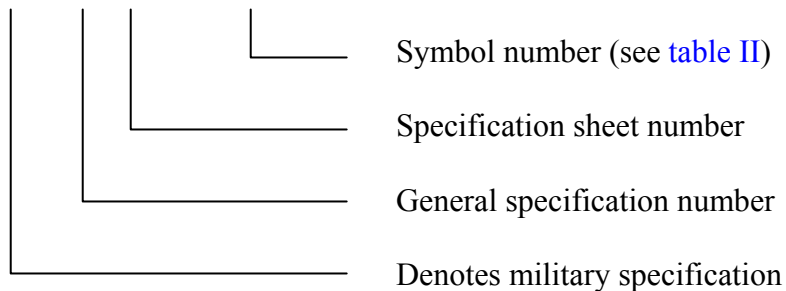 Symbol number (see table II)
Specification sheet number
General specification number
Denotes military specification